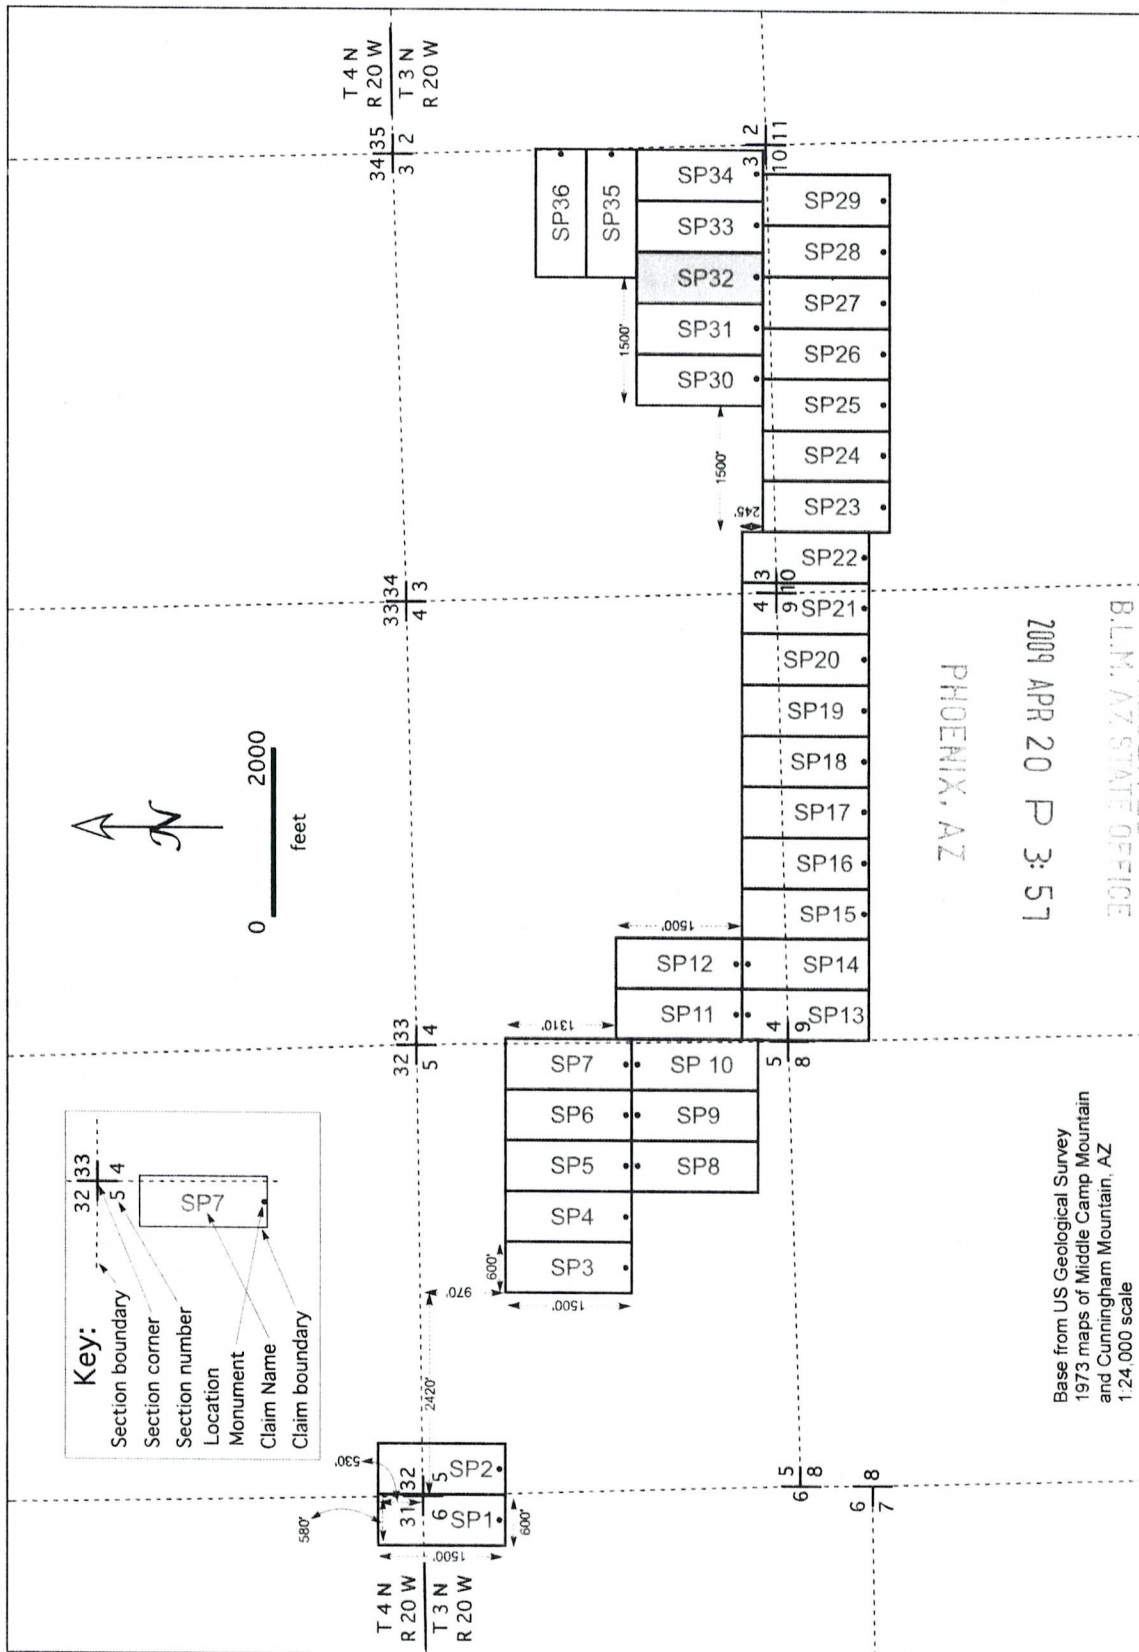 Key:
Section boundary
Section corner
Section number
Location
Monument
Claim Name
Claim boundary
32 33
5 4
SP7
N
0 2000
feet
T 4 N
R 20 W
T 3 N
R 20 W
31 32
6 5
32 33
5 4
33 34
4 3
34 35
3 2
T 4 N
R 20 W
T 3 N
R 20 W
580'
530'
1500'
600'
SP1
SP2
2420'
970'
600'
1500'
SP3
SP4
SP5
SP6
SP7
1310'
SP8
SP9
SP 10
SP11
SP12
1500'
SP13
SP14
SP15
SP16
SP17
SP18
SP19
SP20
SP21
SP22
245'
1500'
1500'
SP23
SP24
SP25
SP26
SP27
SP28
SP29
SP30
SP31
SP32
SP33
SP34
SP35
SP36
5
6 8
6 8
7
5 4
8 9
4 3
9 10
3 2
10 11
Base from US Geological Survey
1973 maps of Middle Camp Mountain
and Cunningham Mountain, AZ
1:24,000 scale
B.L.M. AZ STATE OFFICE
2009 APR 20 P 3:51
PHOENIX, AZ